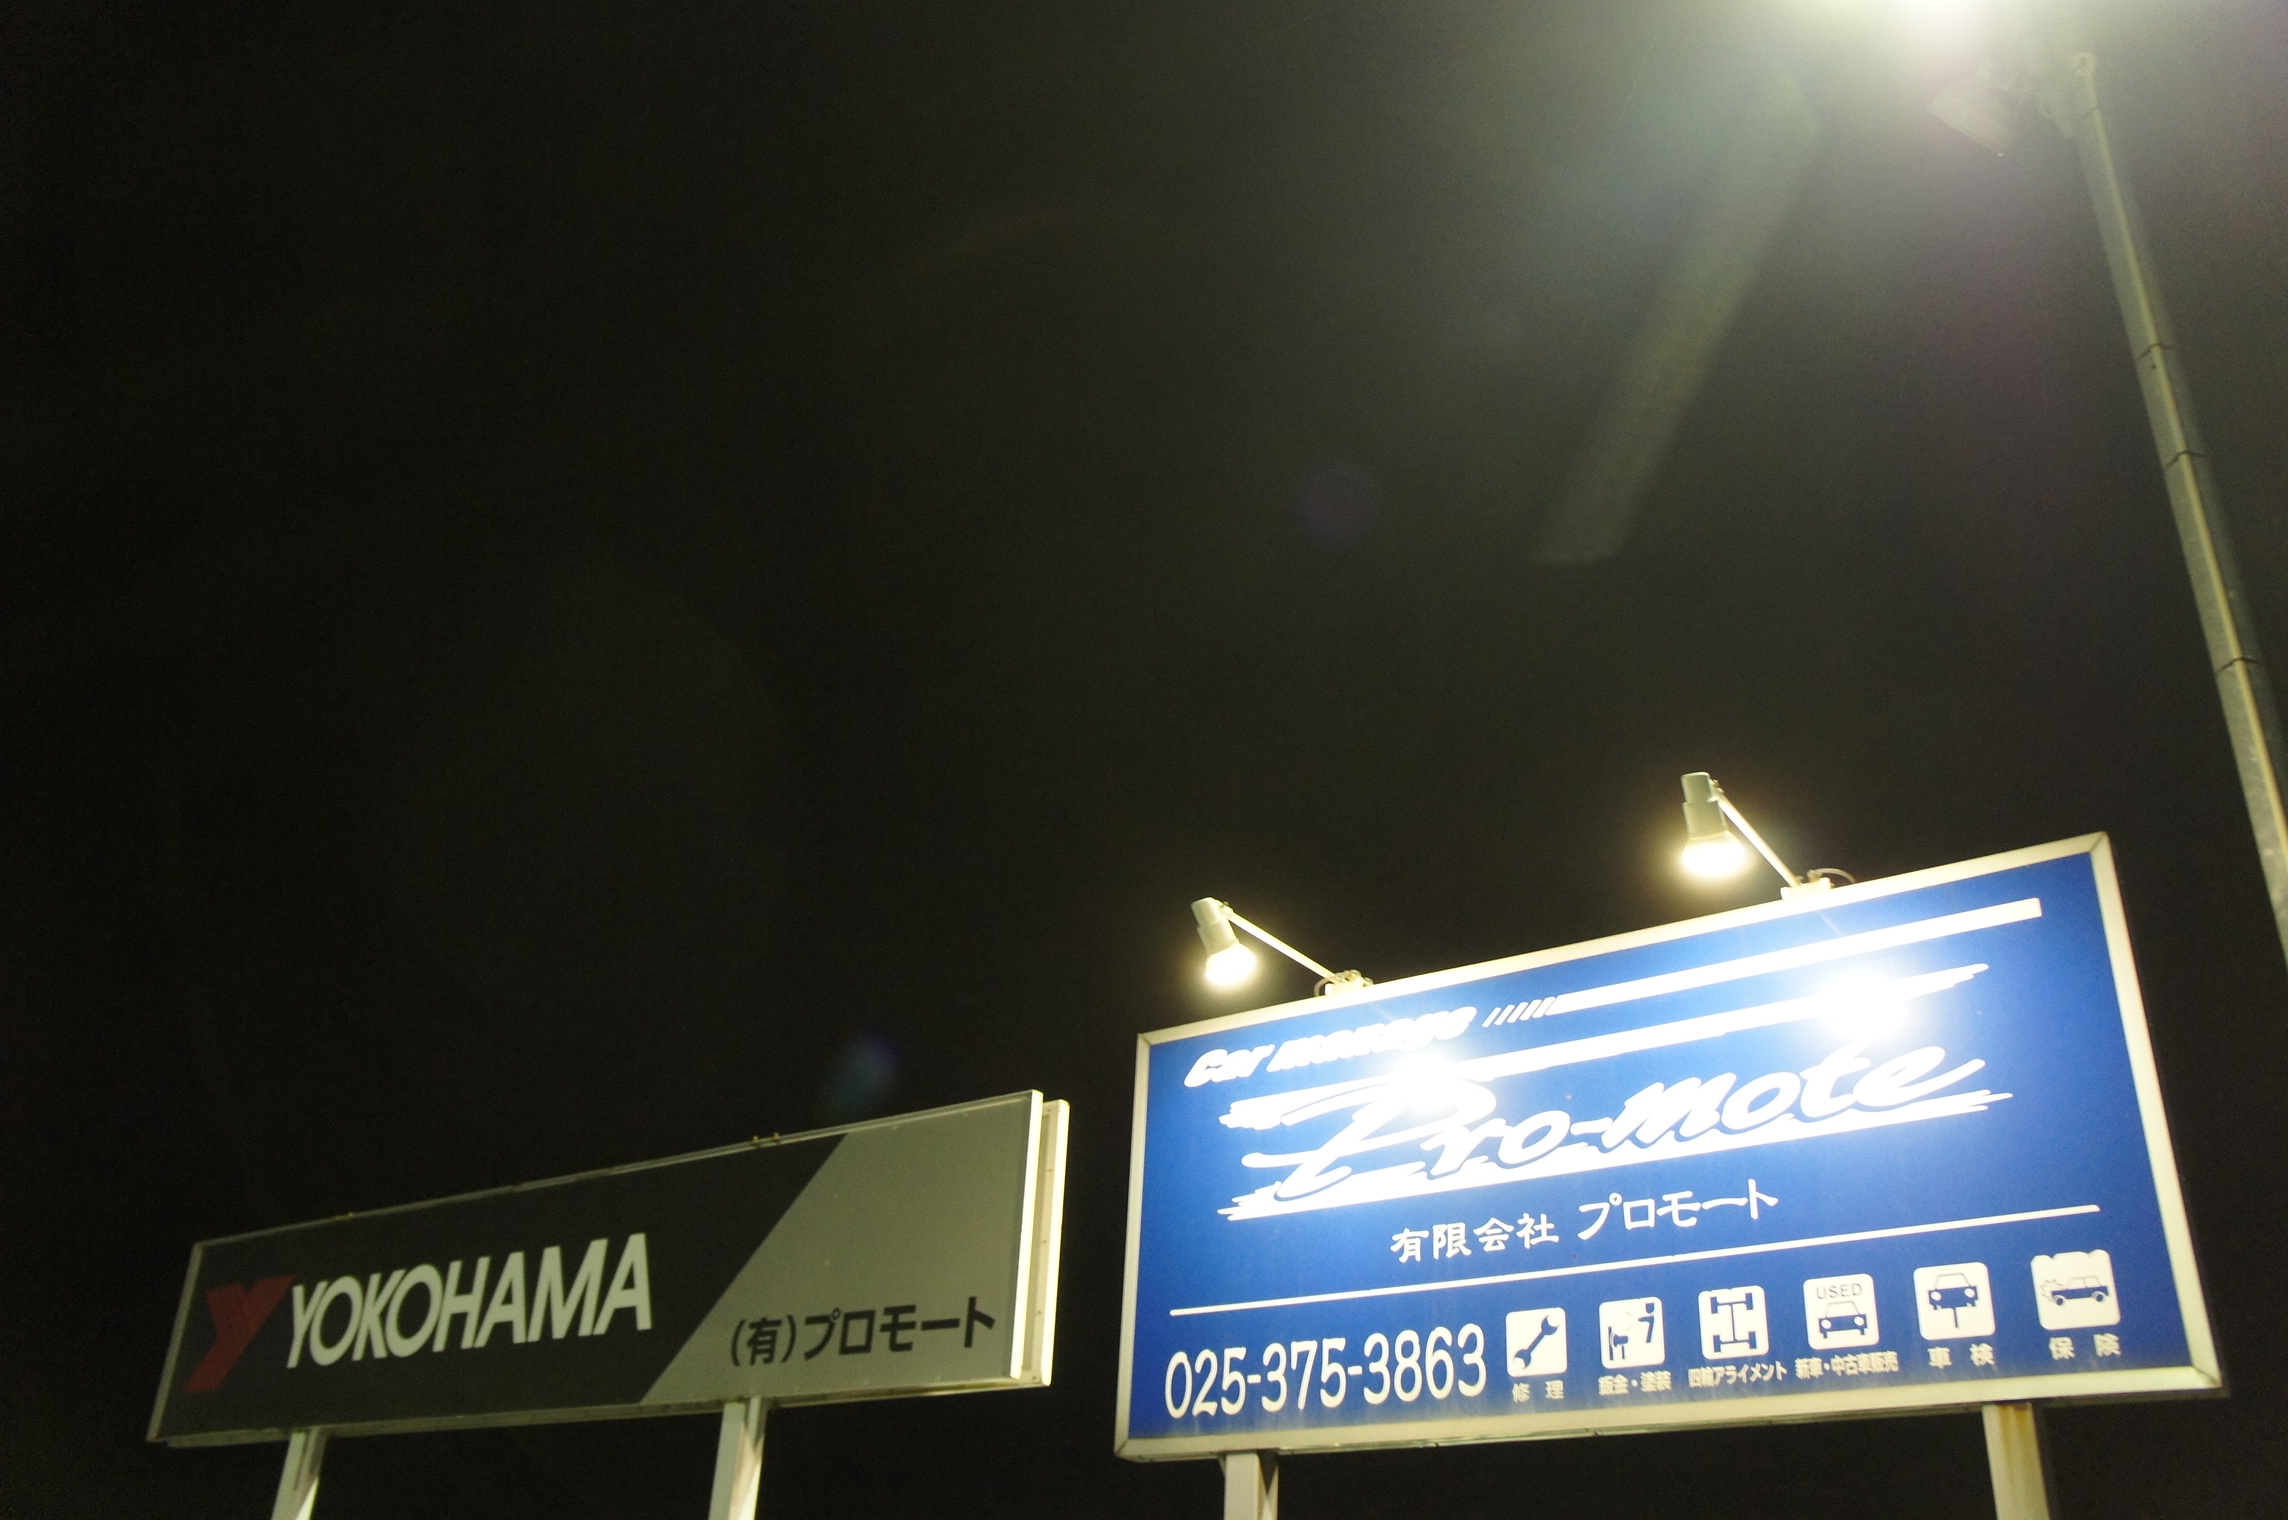 YOKOHAMA
(有)プロモート
Car manage
Pro-mote
有限会社 プロモート
025-375-3863
USED
修理
鈑金・塗装
四輪アライメント
新車・中古車販売
車検
保険